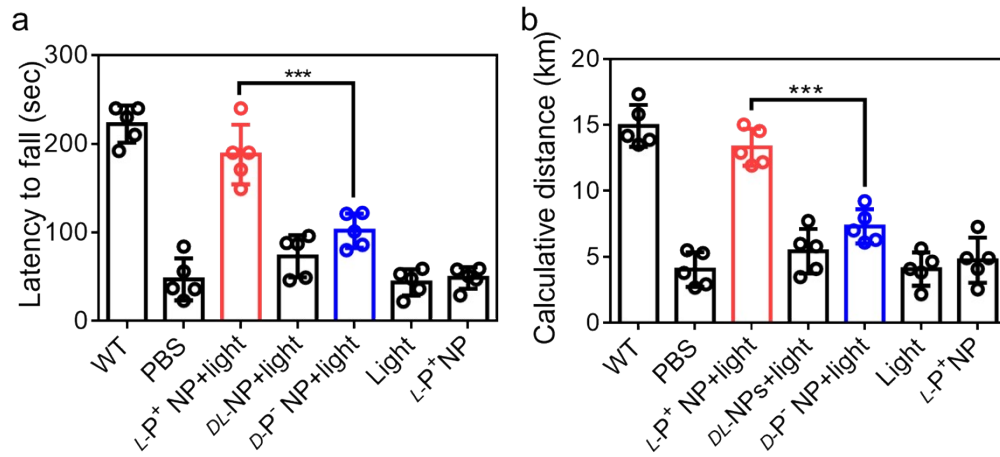 a
Latency to fall (sec)
300
200
100
0
***
WT
PBS
L-P⁺ NP+light
DL-NP+light
D-P⁻ NP+light
Light
L-P⁺NP
b
Calculative distance (km)
20
15
10
5
0
***
WT
PBS
L-P⁺ NP+light
DL-NPs+light
D-P⁻ NP+light
Light
L-P⁺NP